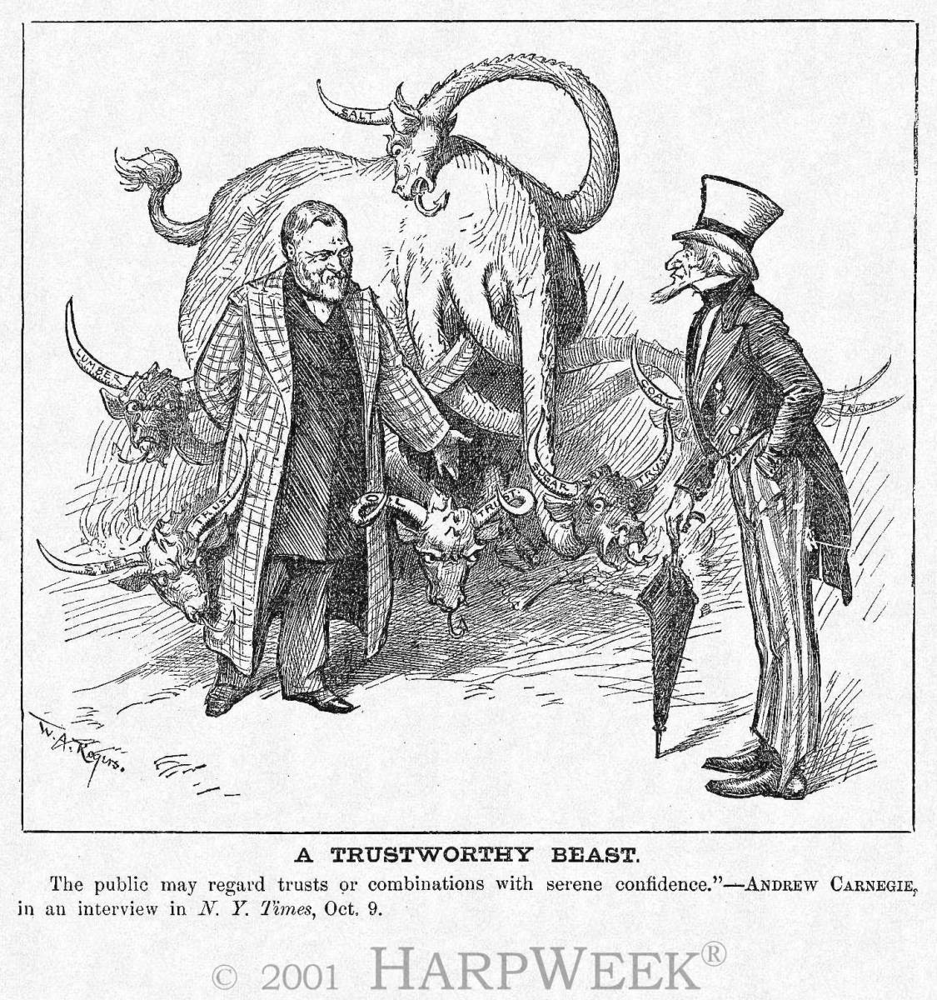 SALT
LUMBER
COAL
TRUST
SUGAR TRUST
OIL TRUST
STEEL TRUST
W. A. Rogers.
A TRUSTWORTHY BEAST.
The public may regard trusts or combinations with serene confidence."—ANDREW CARNEGIE,
in an interview in N. Y. Times, Oct. 9.
© 2001 HARPWEEK®